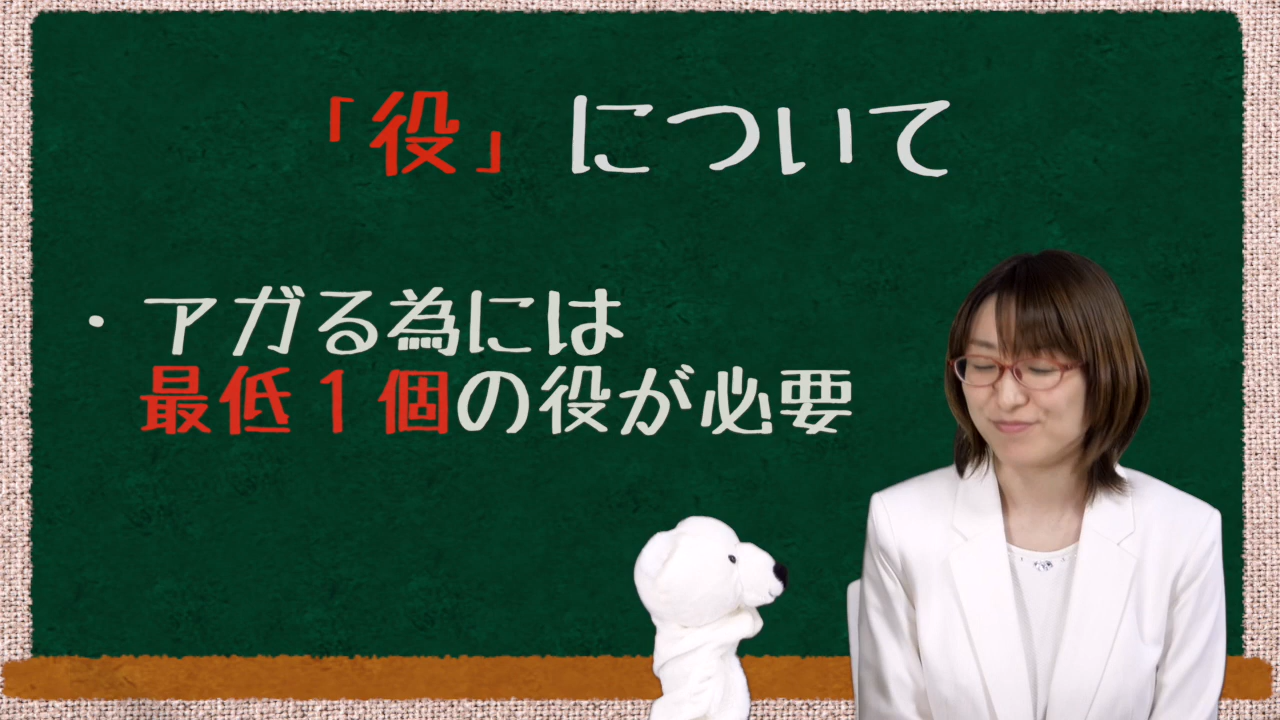 「役」について
・アガる為には
最低１個の役が必要